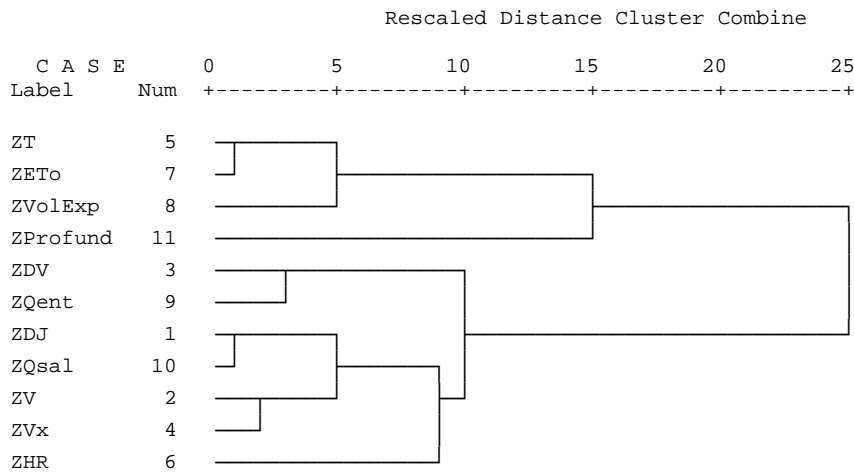 Rescaled Distance Cluster Combine
C A S E 0 5 10 15 20 25
Label Num +---------+---------+---------+---------+---------+
ZT 5
ZETo 7
ZVolExp 8
ZProfund 11
ZDV 3
ZQent 9
ZDJ 1
ZQsal 10
ZV 2
ZVx 4
ZHR 6